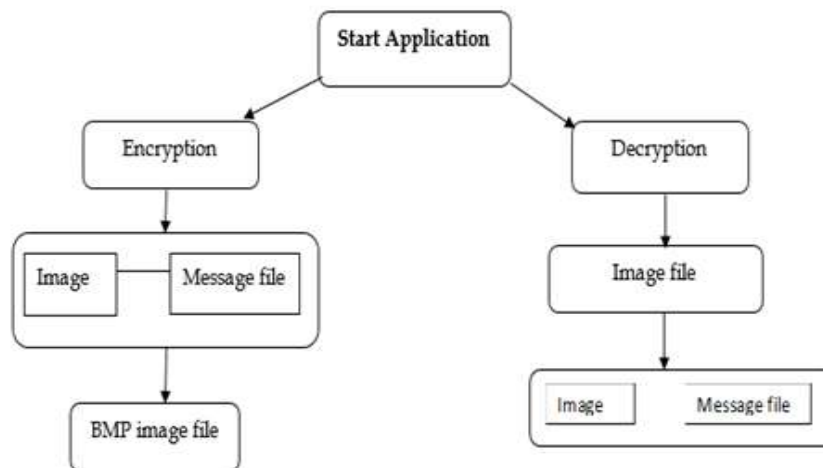 Start Application
Encryption
Decryption
Image
Message file
Image file
BMP image file
Image
Message file